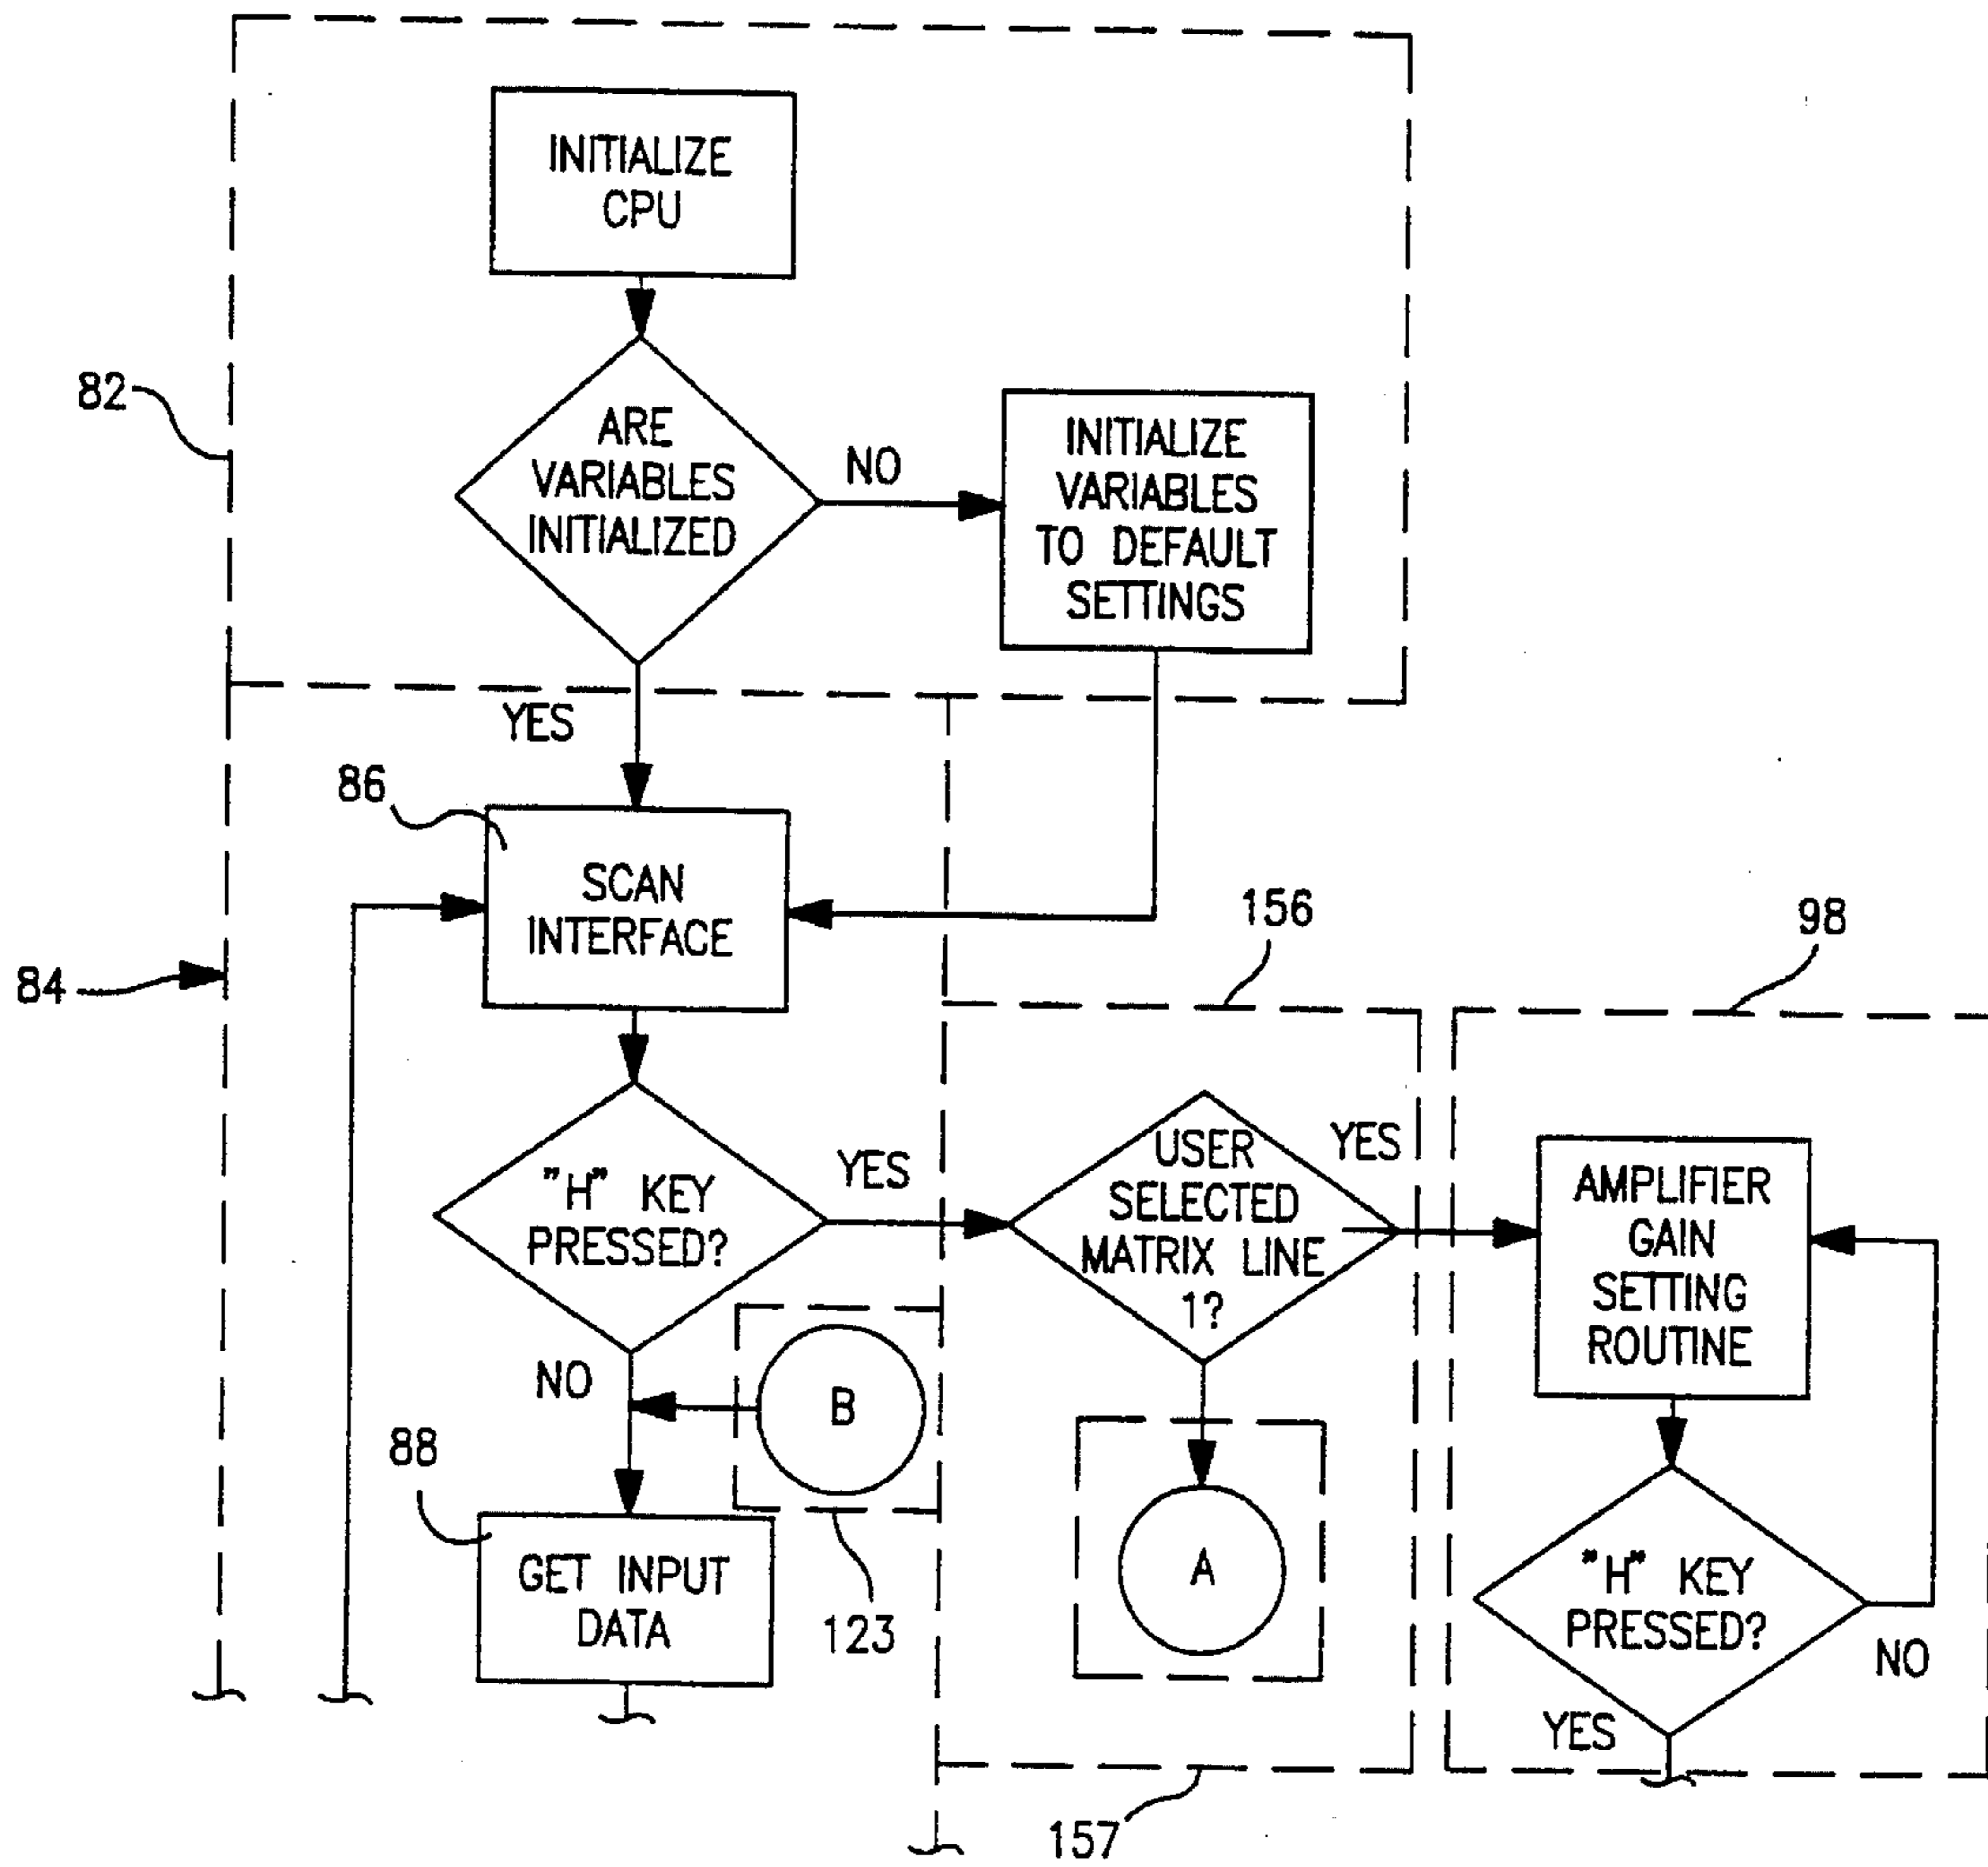 INITIALIZE
CPU
82
ARE
VARIABLES
INITIALIZED
NO
INITIALIZE
VARIABLES
TO DEFAULT
SETTINGS
YES
86
SCAN
INTERFACE
84
156
98
"H" KEY
PRESSED?
YES
USER
SELECTED
MATRIX LINE
1?
YES
AMPLIFIER
GAIN
SETTING
ROUTINE
NO
B
88
GET INPUT
DATA
123
A
"H" KEY
PRESSED?
NO
YES
157